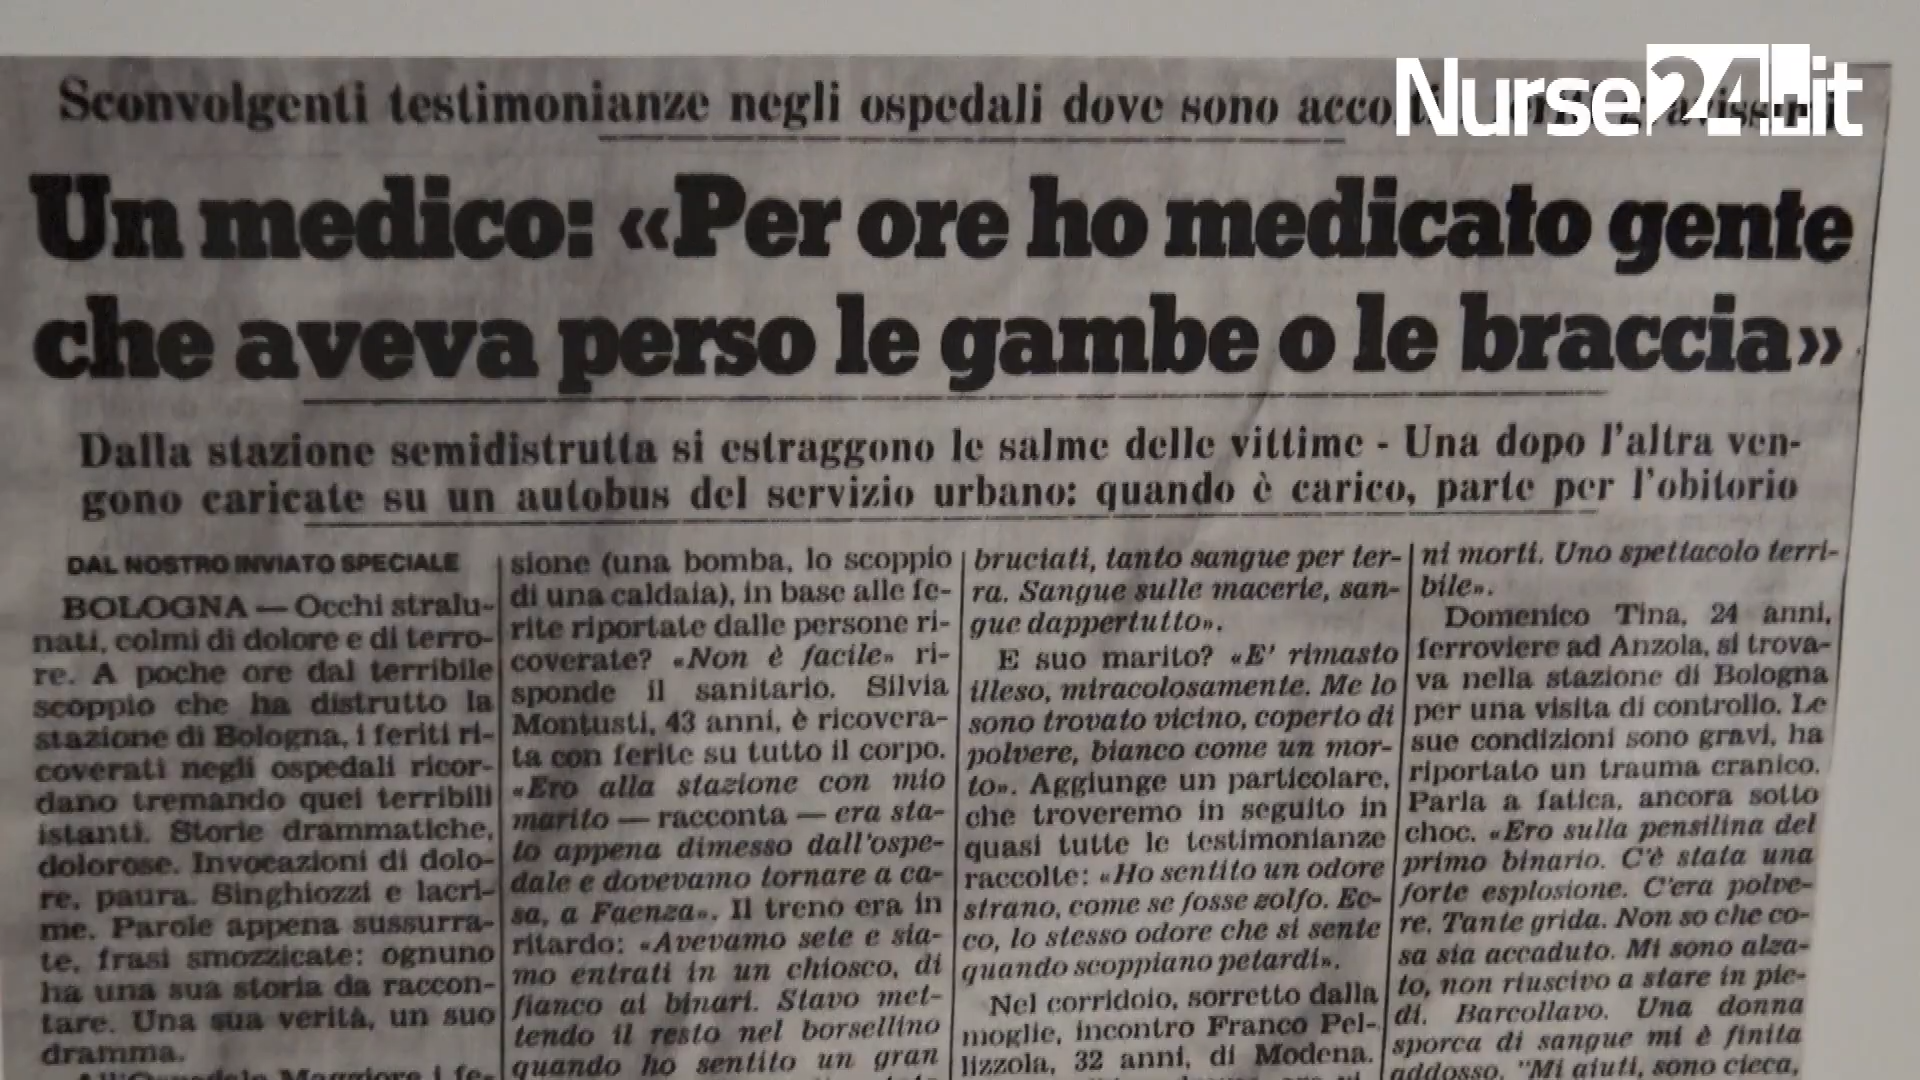 Nurse24.it
Sconvolgenti testimonianze negli ospedali dove sono
Un medico: «Per ore ho medicato gente
che aveva perso le gambe o le braccia»
Dalla stazione semidistrutta si estraggono le salme delle vittime - Una dopo l'altra ven-
gono caricate su un autobus del servizio urbano: quando è carico, parte per l'obitorio
DAL NOSTRO INVIATO SPECIALE
BOLOGNA — Occhi stralu-
nati, colmi di dolore e di terro-
re. A poche ore dal terribile
scoppio che ha distrutto la
stazione di Bologna, i feriti ri-
coverati negli ospedali ricor-
dano tremando quei terribili
istanti. Storie drammatiche,
dolorose. Invocazioni di dolo-
re, paura. Singhiozzi e lacri-
me. Parole appena sussurra-
te, frasi smozzicate: ognuno
ha una sua storia da raccon-
tare. Una sua verità, un suo
dramma.
sione (una bomba, lo scoppio
di una caldaia), in base alle fe-
rite riportate dalle persone ri-
coverate? «Non è facile» ri-
sponde il sanitario. Silvia
Montusti, 43 anni, è ricovera-
ta con ferite su tutto il corpo.
«Ero alla stazione con mio
marito — racconta — era sta-
to appena dimesso dall'ospe-
dale e dovevamo tornare a ca-
sa, a Faenza». Il treno era in
ritardo: «Avevamo sete e sia-
mo entrati in un chiosco, di
fianco ai binari. Stavo met-
tendo il resto nel borsellino
quando ho sentito un gran
bruciati, tanto sangue per ter-
ra. Sangue sulle macerie, san-
gue dappertutto».
E suo marito? «E' rimasto
illeso, miracolosamente. Me lo
sono trovato vicino, coperto di
polvere, bianco come un mor-
to». Aggiunge un particolare,
che troveremo in seguito in
quasi tutte le testimonianze
raccolte: «Ho sentito un odore
strano, come se fosse zolfo. Ec-
co, lo stesso odore che si sente
quando scoppiano petardi».
Nel corridoio, sorretto dalla
moglie, incontro Franco Pel-
lizzola, 32 anni, di Modena.
ni morti. Uno spettacolo terri-
bile».
Domenico Tina, 24 anni,
ferroviere ad Anzola, si trova-
va nella stazione di Bologna
per una visita di controllo. Le
sue condizioni sono gravi, ha
riportato un trauma cranico.
Parla a fatica, ancora sotto
choc. «Ero sulla pensilina del
primo binario. C'è stata una
forte esplosione. C'era polve-
re. Tante grida. Non so che co-
sa sia accaduto. Mi sono alza-
to, non riuscivo a stare in pie-
di. Barcollavo. Una donna
sporca di sangue mi è finita
addosso. "Mi aiuti, sono cieca,